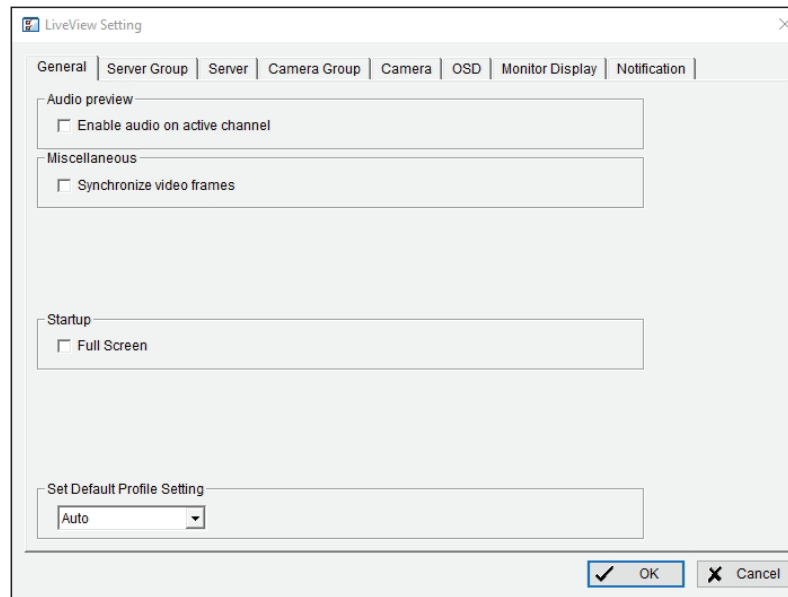 LiveView Setting
General Server Group Server Camera Group Camera OSD Monitor Display Notification
Audio preview
Enable audio on active channel
Miscellaneous
Synchronize video frames
Startup
Full Screen
Set Default Profile Setting
Auto
OK Cancel